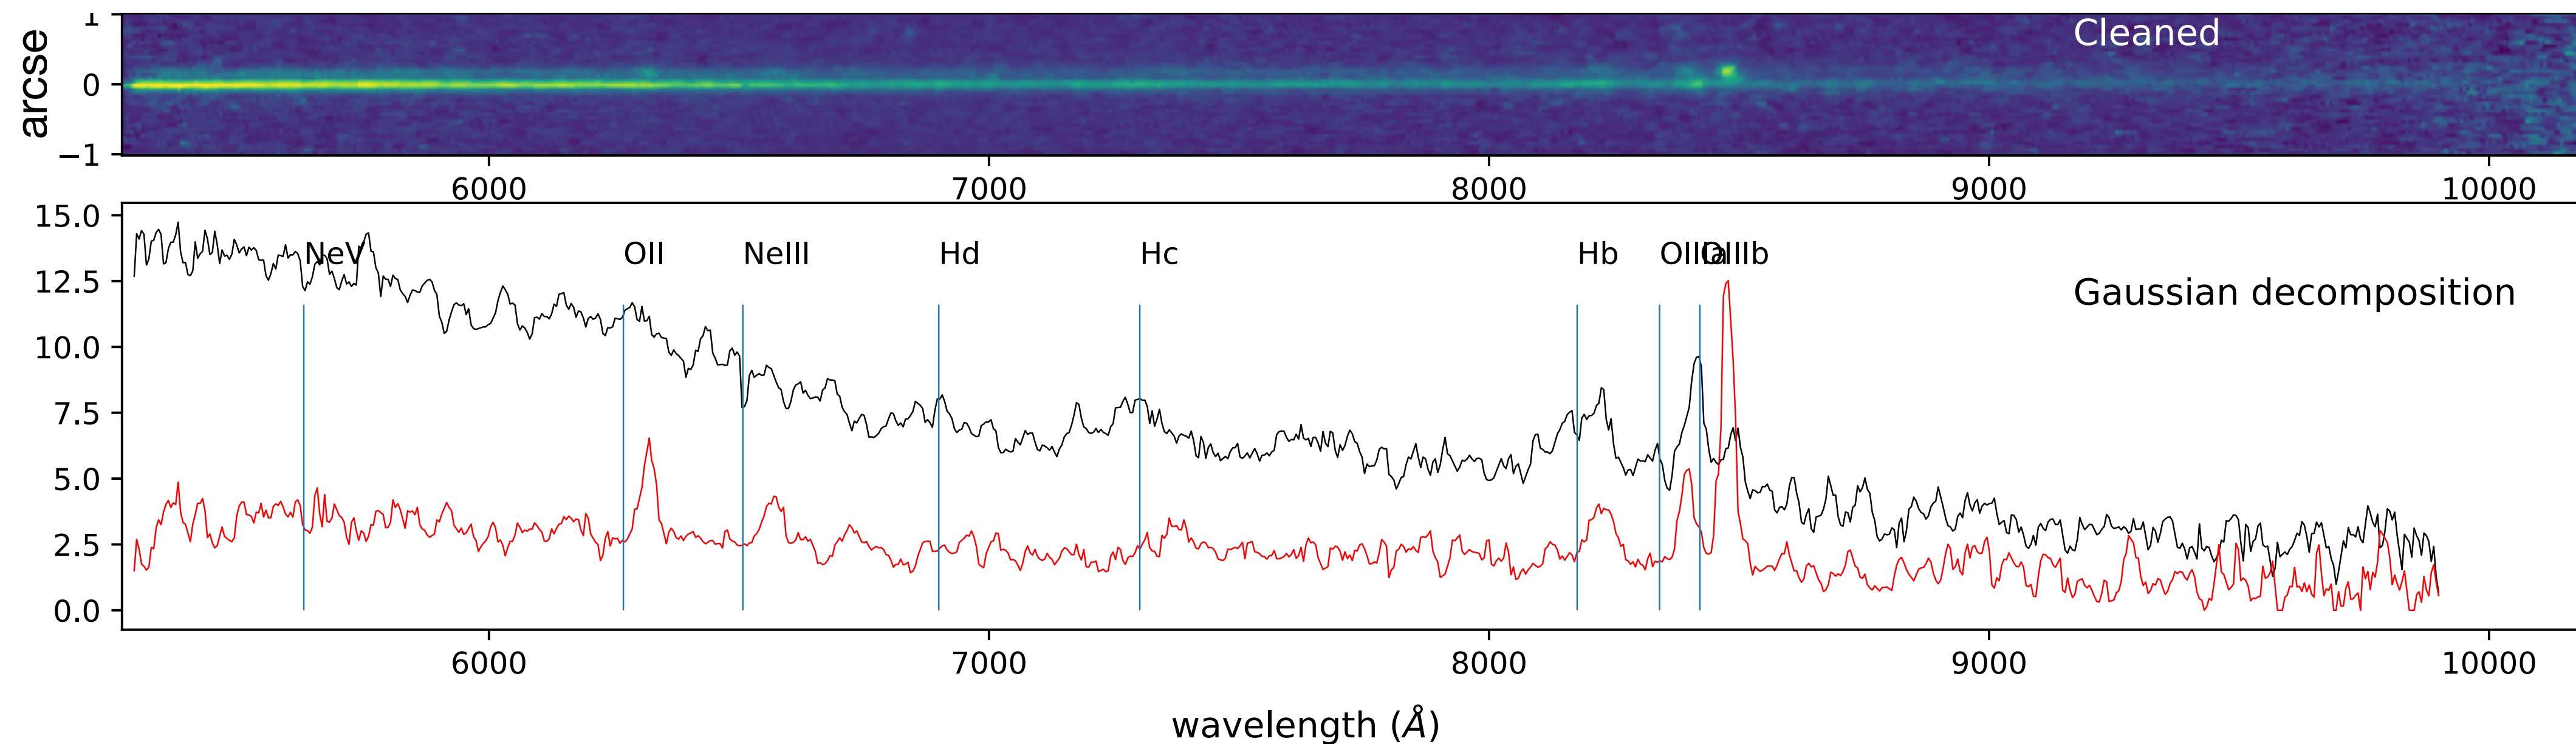 arcse
1
0
−1
Cleaned
6000 7000 8000 9000 10000
15.0
12.5
10.0
7.5
5.0
2.5
0.0
NeV OII NeIII Hd Hc Hb OIIIa OIIIb
Gaussian decomposition
6000 7000 8000 9000 10000
wavelength (Å)